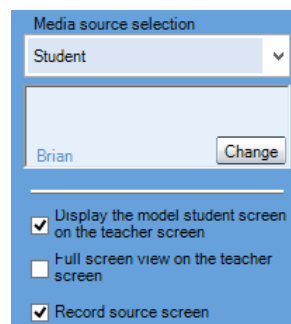 Media source selection
Student
Brian
Change
Display the model student screen
on the teacher screen
Full screen view on the teacher
screen
Record source screen